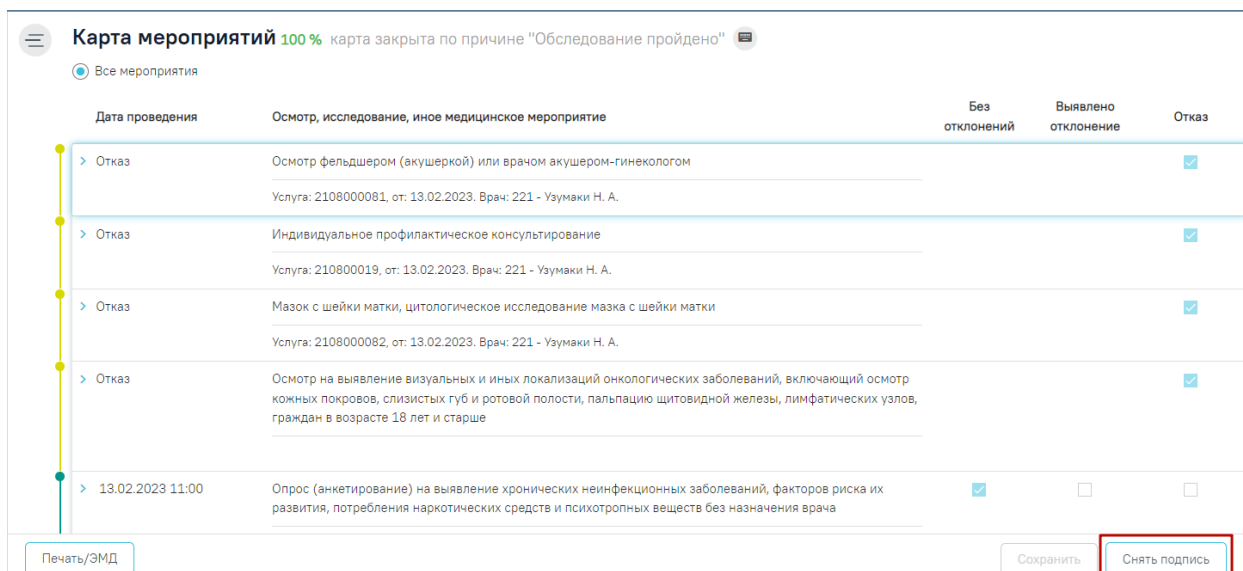 Карта мероприятий 100 % карта закрыта по причине "Обследование пройдено"
Все мероприятия
Дата проведения Осмотр, исследование, иное медицинское мероприятие Без отклонений Выявлено отклонение Отказ
Отказ Осмотр фельдшером (акушеркой) или врачом акушером-гинекологом
Услуга: 2108000081, от: 13.02.2023. Врач: 221 - Узумаки Н. А.
Отказ Индивидуальное профилактическое консультирование
Услуга: 210800019, от: 13.02.2023. Врач: 221 - Узумаки Н. А.
Отказ Мазок с шейки матки, цитологическое исследование мазка с шейки матки
Услуга: 2108000082, от: 13.02.2023. Врач: 221 - Узумаки Н. А.
Отказ Осмотр на выявление визуальных и иных локализаций онкологических заболеваний, включающий осмотр
кожных покровов, слизистых губ и ротовой полости, пальпацию щитовидной железы, лимфатических узлов,
граждан в возрасте 18 лет и старше
13.02.2023 11:00 Опрос (анкетирование) на выявление хронических неинфекционных заболеваний, факторов риска их
развития, потребления наркотических средств и психотропных веществ без назначения врача
Печать/ЭМД Сохранить Снять подпись